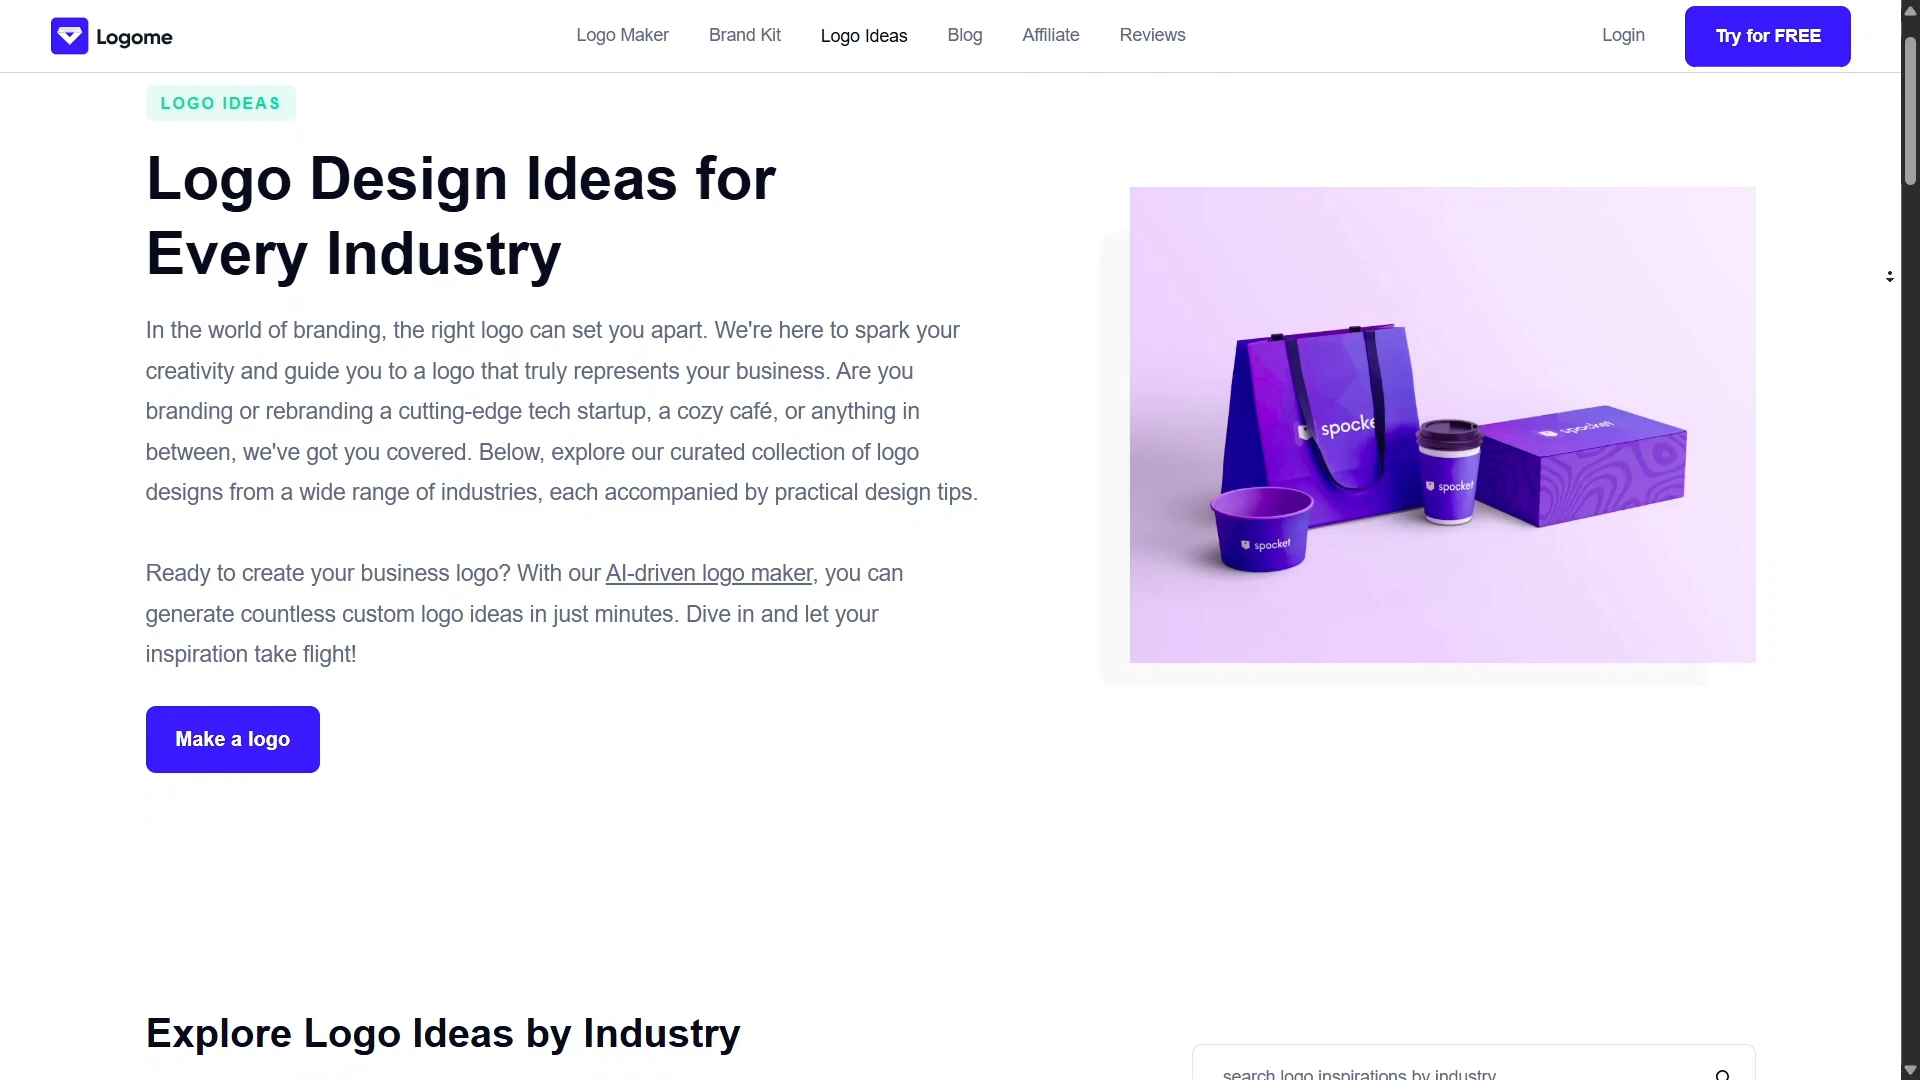 Logome
Logo Maker
Brand Kit
Logo Ideas
Blog
Affiliate
Reviews
Login
Try for FREE
LOGO IDEAS
Logo Design Ideas for
Every Industry
In the world of branding, the right logo can set you apart. We're here to spark your
creativity and guide you to a logo that truly represents your business. Are you
branding or rebranding a cutting-edge tech startup, a cozy café, or anything in
between, we've got you covered. Below, explore our curated collection of logo
designs from a wide range of industries, each accompanied by practical design tips.
Ready to create your business logo? With our AI-driven logo maker, you can
generate countless custom logo ideas in just minutes. Dive in and let your
inspiration take flight!
Make a logo
spocke
spocket
spocket
spocket
Explore Logo Ideas by Industry
search logo inspirations by industry